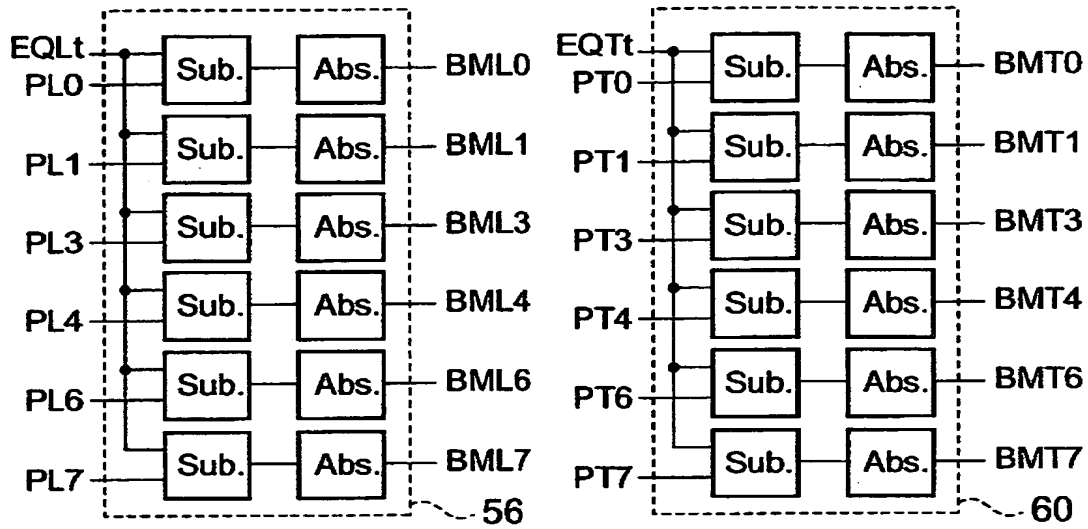 EQLt
PL0
Sub.
Abs.
BML0
PL1
Sub.
Abs.
BML1
PL3
Sub.
Abs.
BML3
PL4
Sub.
Abs.
BML4
PL6
Sub.
Abs.
BML6
PL7
Sub.
Abs.
BML7
56
EQTt
PT0
Sub.
Abs.
BMT0
PT1
Sub.
Abs.
BMT1
PT3
Sub.
Abs.
BMT3
PT4
Sub.
Abs.
BMT4
PT6
Sub.
Abs.
BMT6
PT7
Sub.
Abs.
BMT7
60